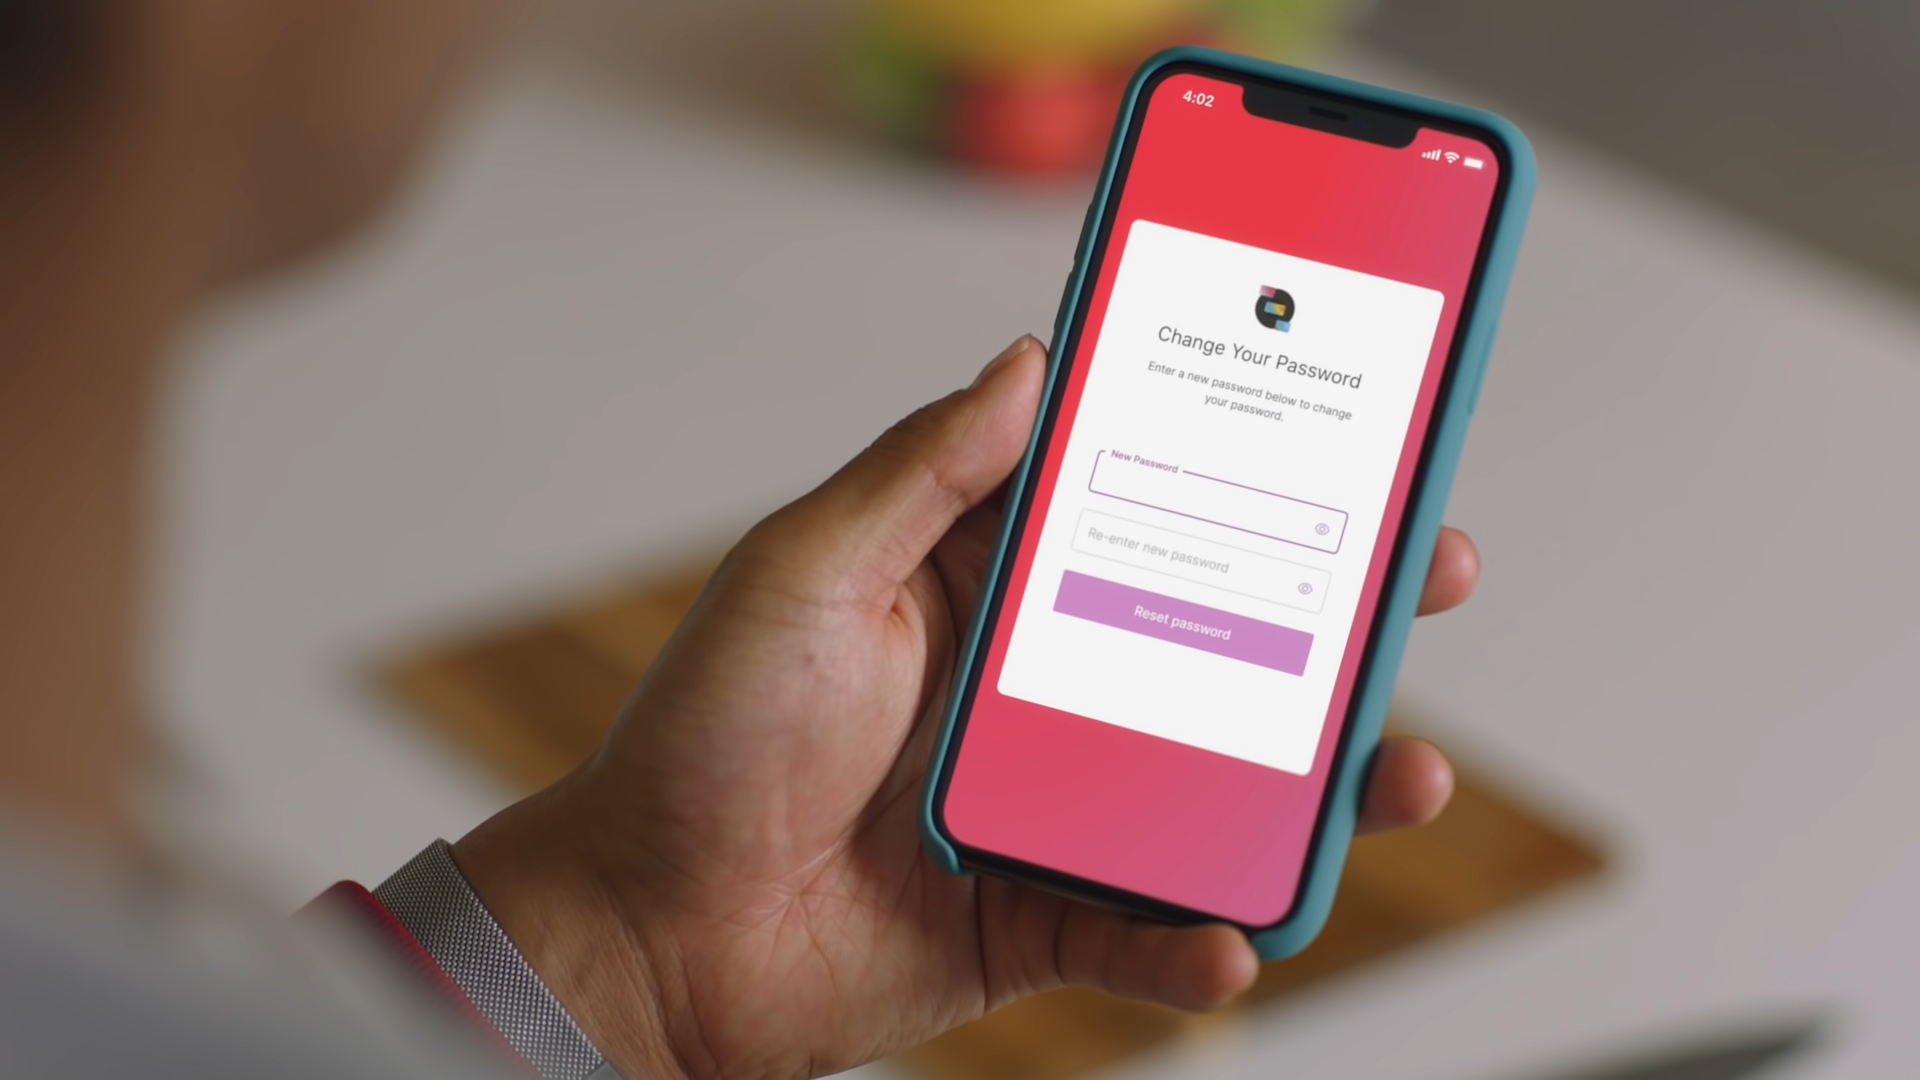 4:02
Change Your Password
Enter a new password below to change
your password.
New Password
Re-enter new password
Reset password